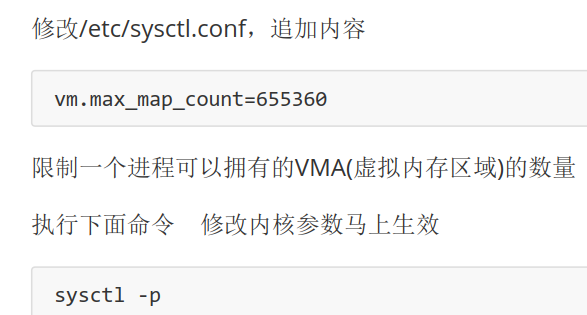 修改/etc/sysctl.conf，追加内容
vm.max_map_count=655360
限制一个进程可以拥有的VMA(虚拟内存区域)的数量
执行下面命令 修改内核参数马上生效
sysctl -p